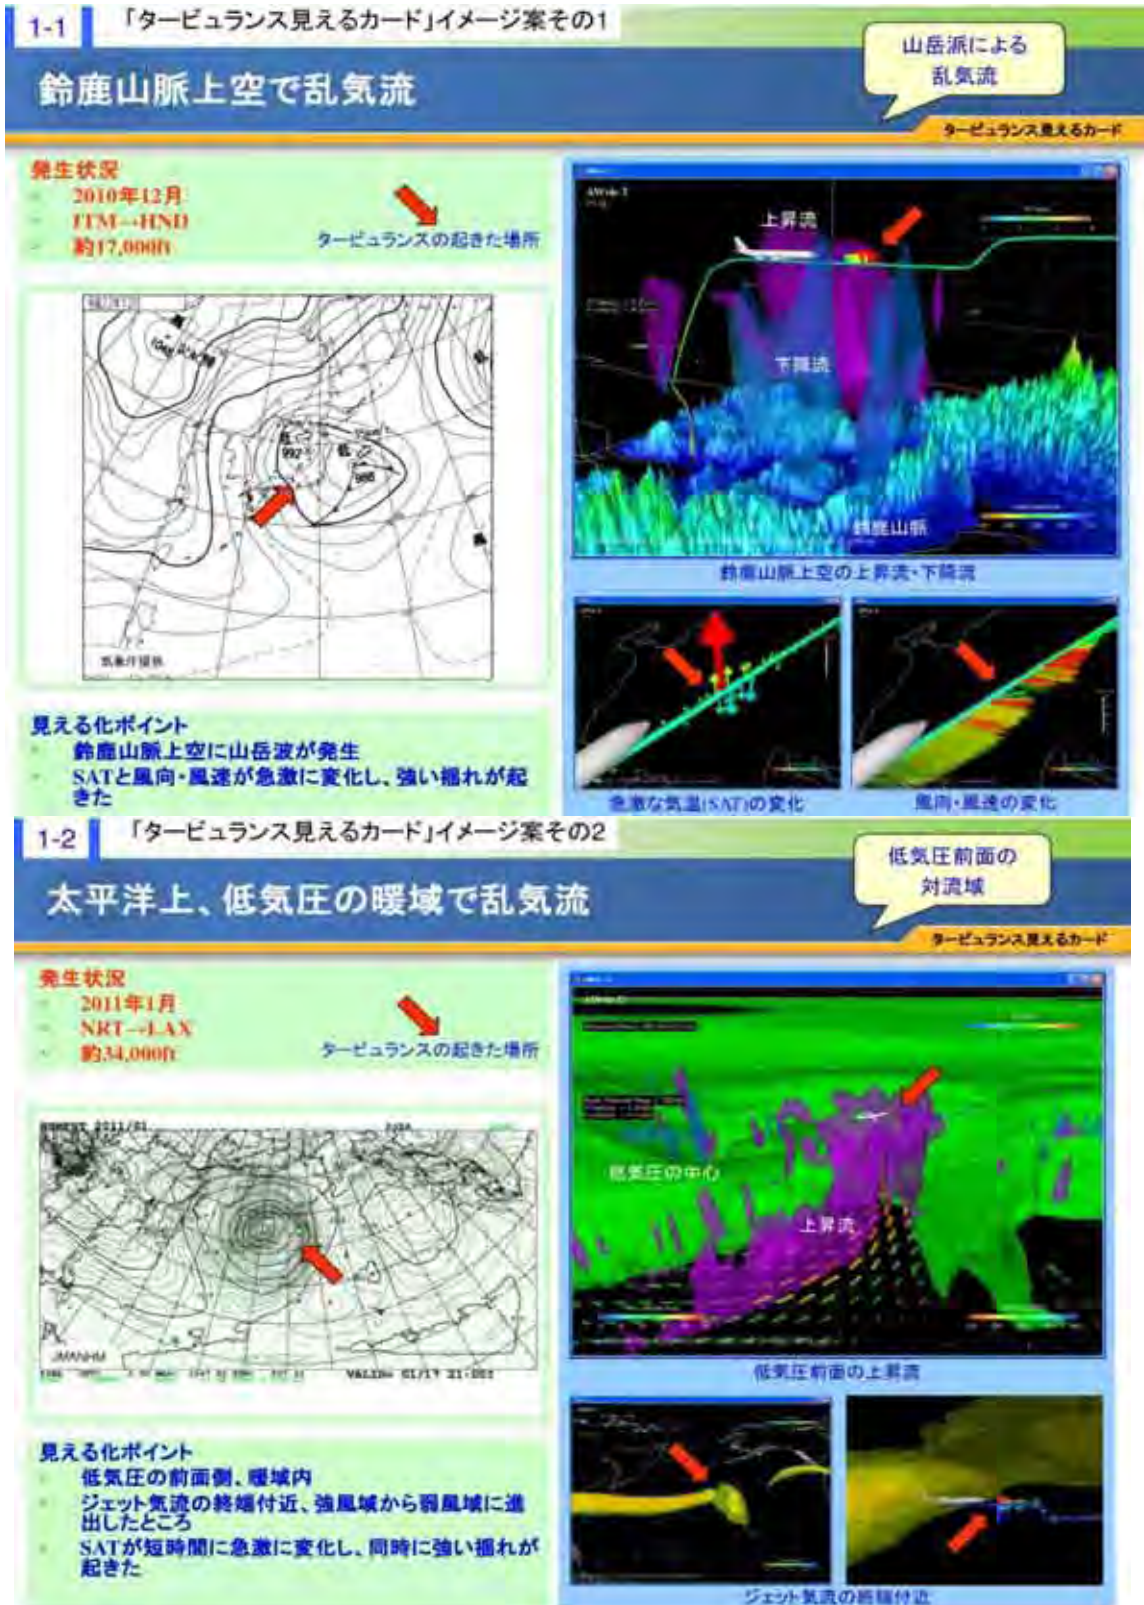 1-1
「タービュランス見えるカード」イメージ案その1
山岳派による
乱気流
鈴鹿山脈上空で乱気流
タービュランス見えるカード
発生状況
2010年12月
ITM→HND
約17,000ft
タービュランスの起きた場所
上昇流
下降流
鈴鹿山脈
鈴鹿山脈上空の上昇流・下降流
992
988
気象庁提供
見える化ポイント
鈴鹿山脈上空に山岳波が発生
SATと風向・風速が急激に変化し、強い揺れが起
きた
急激な気温(SAT)の変化
風向・風速の変化
1-2
「タービュランス見えるカード」イメージ案その2
低気圧前面の
対流域
太平洋上、低気圧の暖域で乱気流
タービュランス見えるカード
発生状況
2011年1月
NRT→LAX
約34,000ft
タービュランスの起きた場所
低気圧の中心
上昇流
低気圧前面の上昇流
2011/01
JMANHM
VALID= 01/17 21:00I
見える化ポイント
低気圧の前面側、暖域内
ジェット気流の終端付近、強風域から弱風域に進
出したところ
SATが短時間に急激に変化し、同時に強い揺れが
起きた
ジェット気流の終端付近